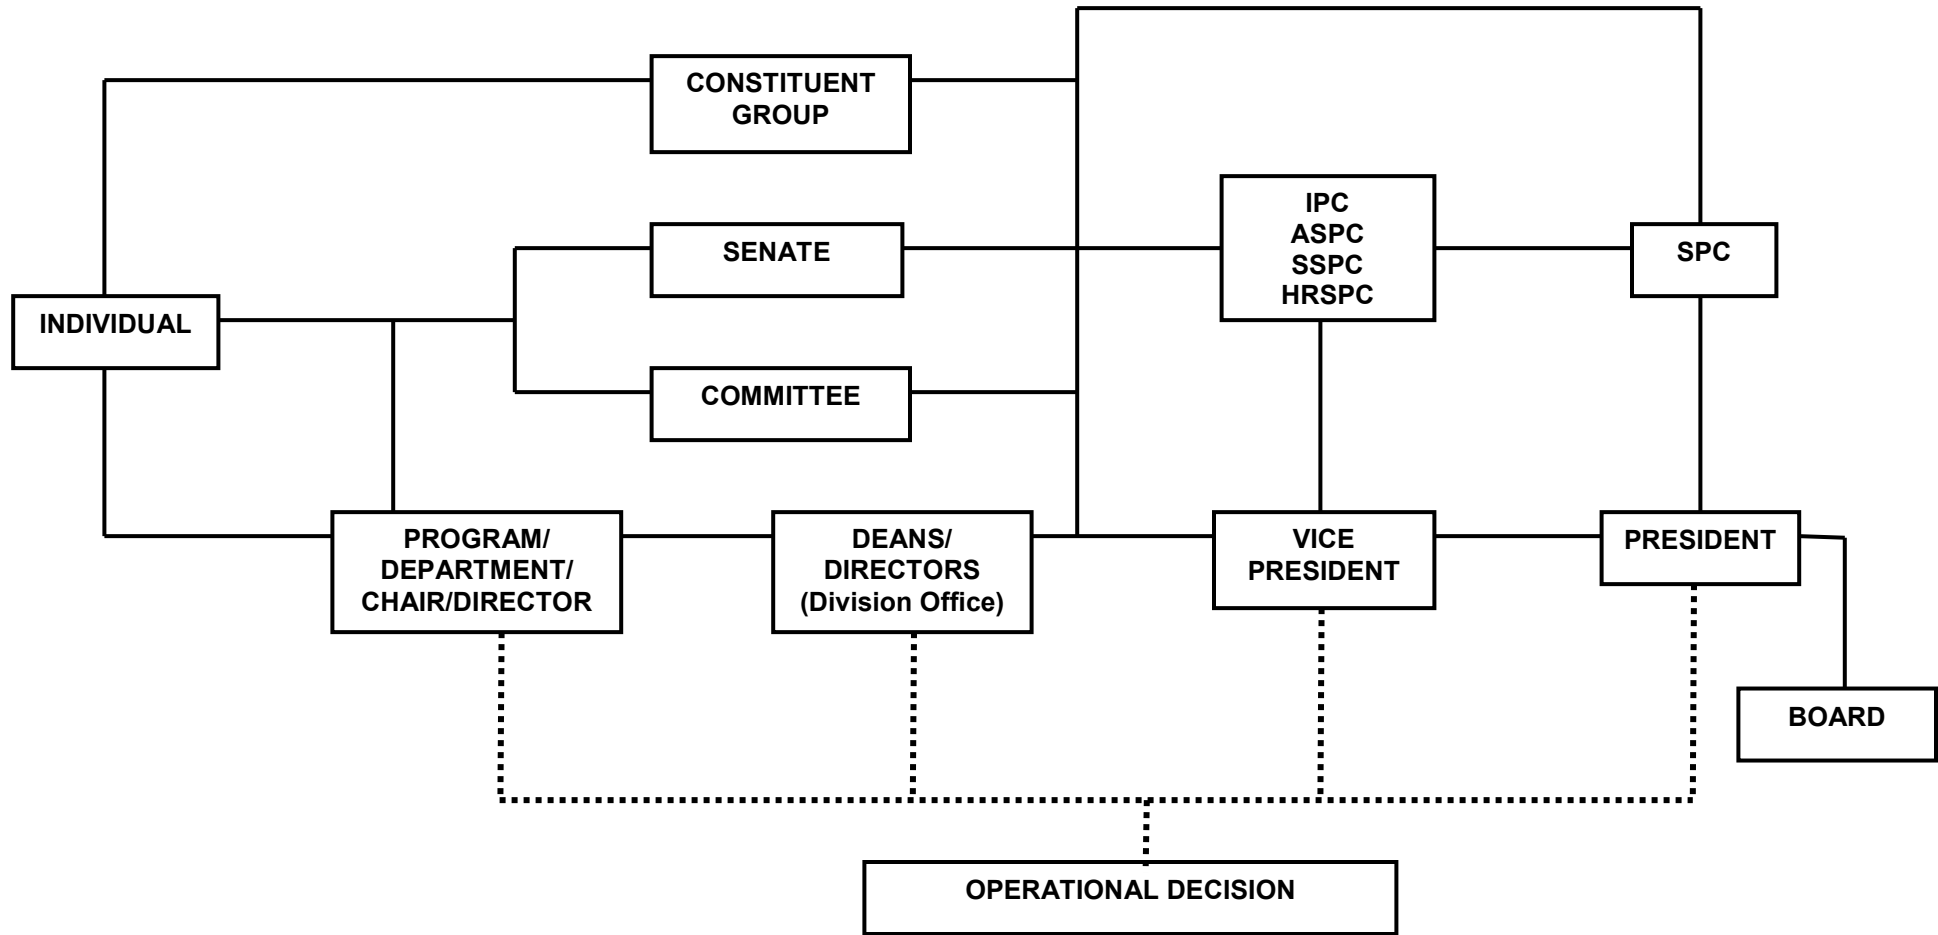 CONSTITUENT
GROUP
IPC
ASPC
SSPC
HRSPC
SENATE
SPC
INDIVIDUAL
COMMITTEE
PROGRAM/
DEPARTMENT/
CHAIR/DIRECTOR
DEANS/
DIRECTORS
(Division Office)
VICE
PRESIDENT
PRESIDENT
BOARD
OPERATIONAL DECISION